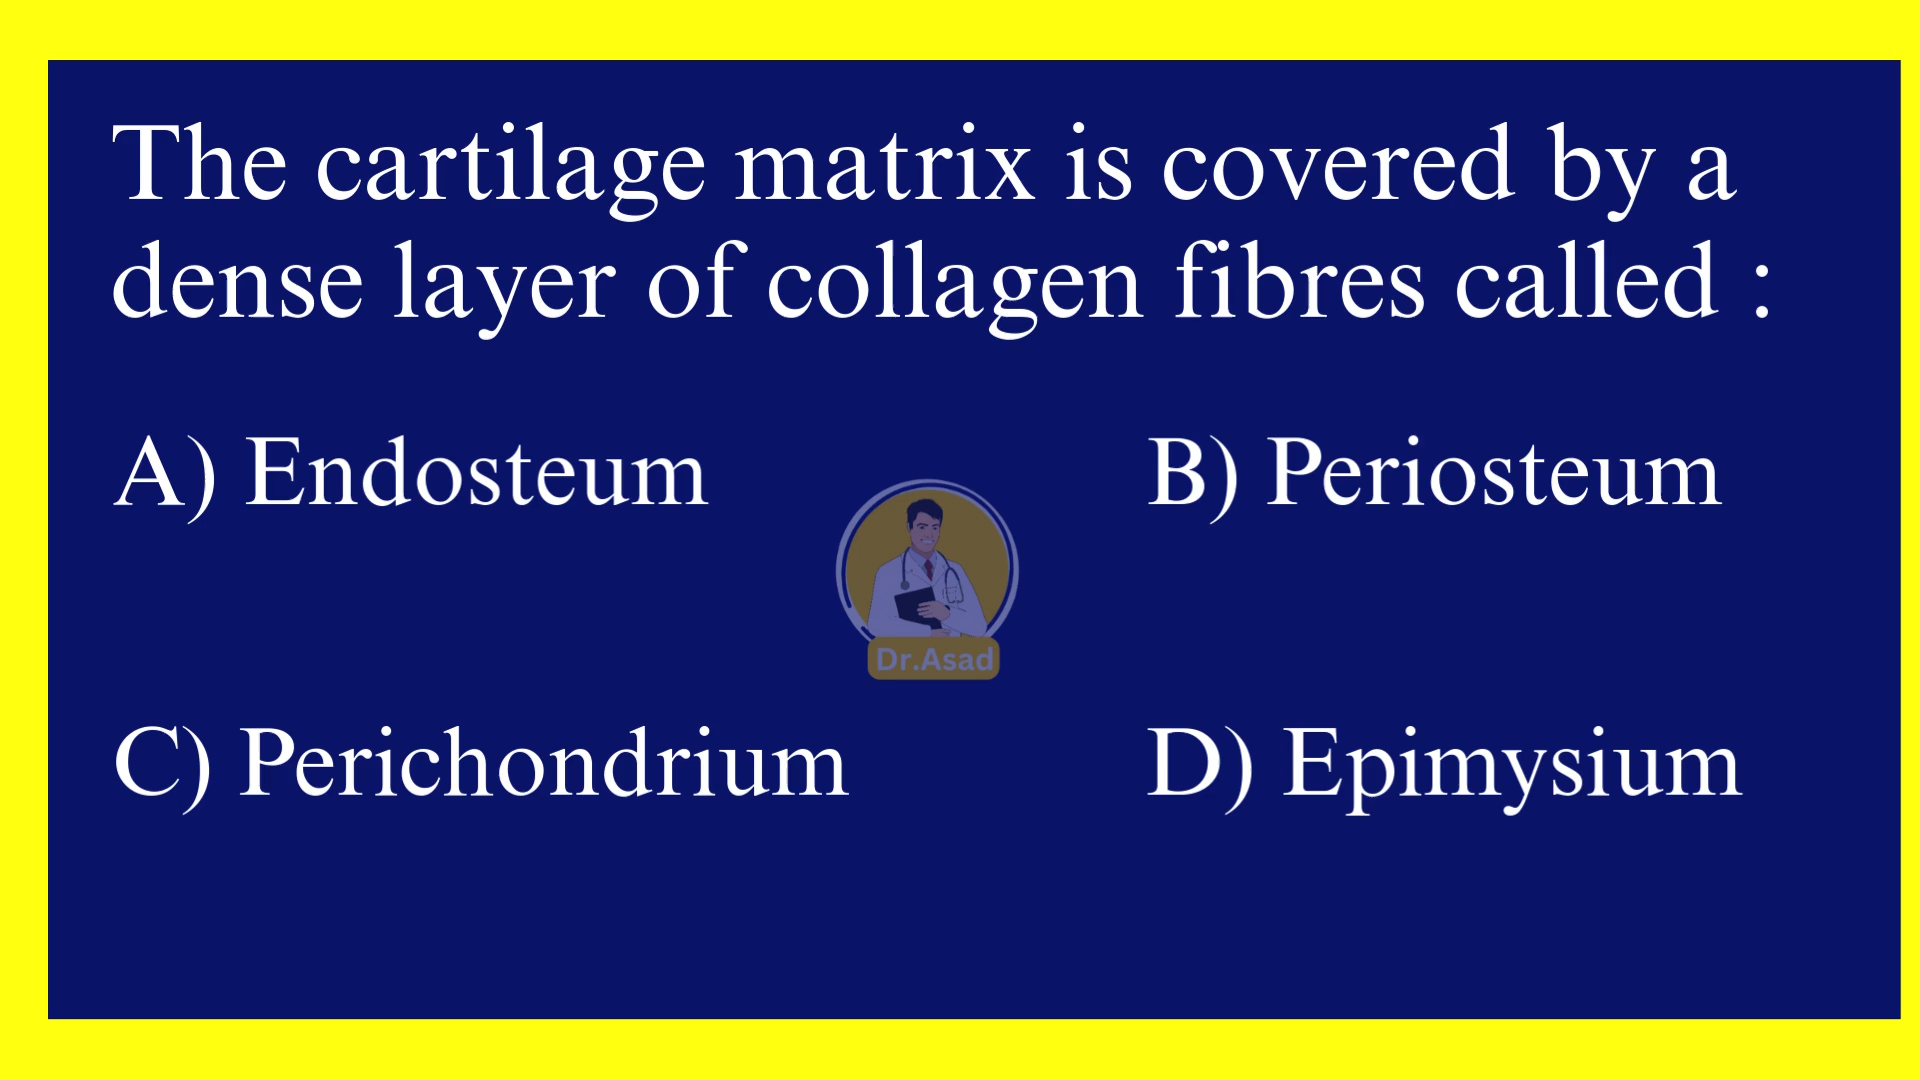 The cartilage matrix is covered by a
dense layer of collagen fibres called :
A) Endosteum B) Periosteum
Dr.Asad
C) Perichondrium D) Epimysium